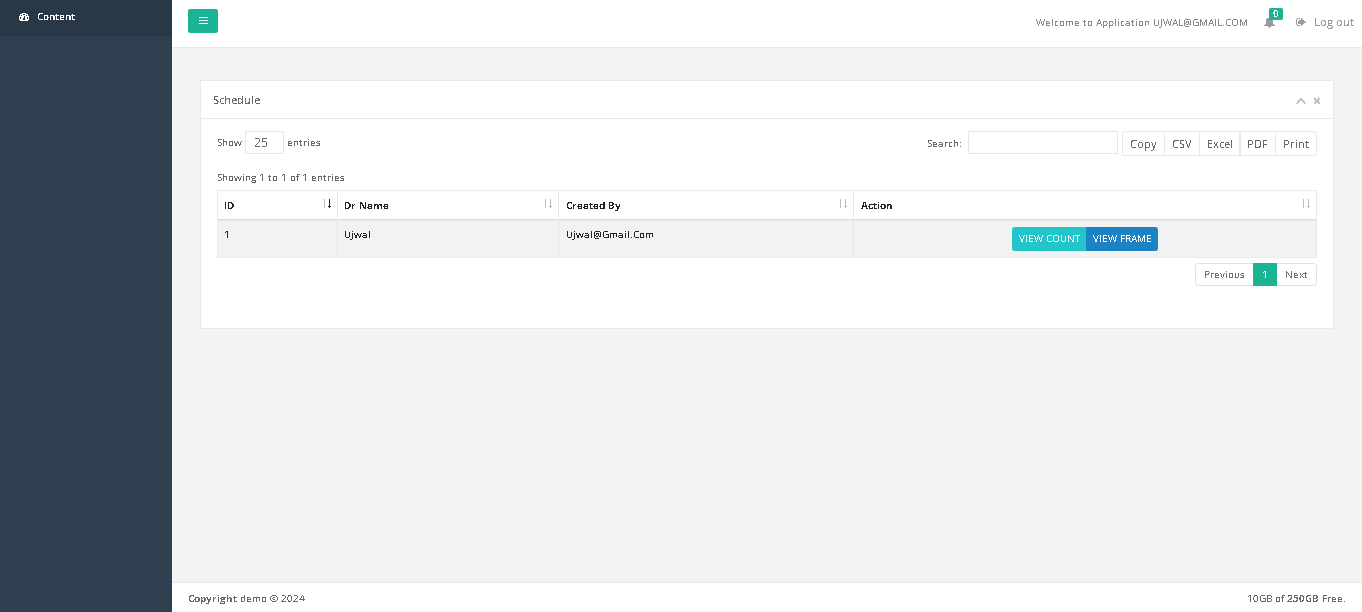 Content
Welcome to Application UJWAL@GMAIL.COM 0 Log out
Schedule
Show 25 entries Search: Copy CSV Excel PDF Print
Showing 1 to 1 of 1 entries
ID Dr Name Created By Action
1 Ujwal Ujwal@Gmail.Com VIEW COUNT VIEW FRAME
Previous 1 Next
Copyright demo © 2024 10GB of 250GB Free.